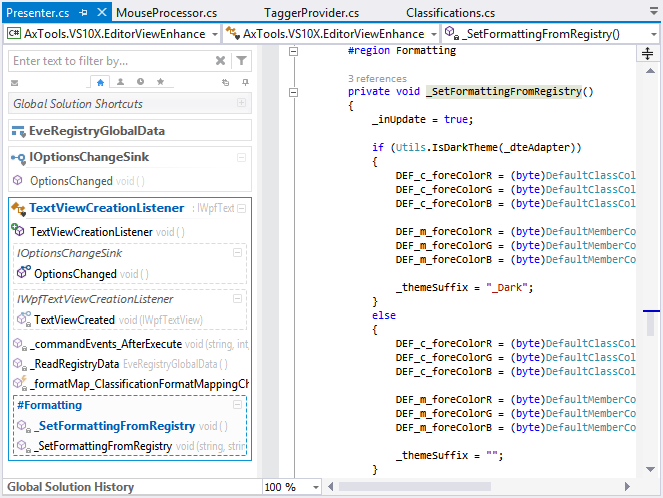 Presenter.cs MouseProcessor.cs TaggerProvider.cs Classifications.cs
C# AxTools.VS10X.EditorViewEnhance AxTools.VS10X.EditorViewEnhance _SetFormattingFromRegistry()
Enter text to filter by...
Global Solution Shortcuts
EveRegistryGlobalData
IOptionsChangeSink
OptionsChanged void ( )
TextViewCreationListener : IWpfText
TextViewCreationListener void ( )
IOptionsChangeSink
OptionsChanged void ( )
IWpfTextViewCreationListener
TextViewCreated void (IWpfTextView)
_commandEvents_AfterExecute void (string, int,
_ReadRegistryData EveRegistryGlobalData ( )
_formatMap_ClassificationFormatMappingCh
#Formatting
_SetFormattingFromRegistry void ( )
_SetFormattingFromRegistry void (string, strin
Global Solution History
#region Formatting
3 references
private void _SetFormattingFromRegistry()
{
_inUpdate = true;
if (Utils.IsDarkTheme(_dteAdapter))
{
DEF_c_foreColorR = (byte)DefaultClassCol
DEF_c_foreColorG = (byte)DefaultClassCol
DEF_c_foreColorB = (byte)DefaultClassCol
DEF_m_foreColorR = (byte)DefaultMemberCo
DEF_m_foreColorG = (byte)DefaultMemberCo
DEF_m_foreColorB = (byte)DefaultMemberCo
_themeSuffix = "_Dark";
}
else
{
DEF_c_foreColorR = (byte)DefaultClassCol
DEF_c_foreColorG = (byte)DefaultClassCol
DEF_c_foreColorB = (byte)DefaultClassCol
DEF_m_foreColorR = (byte)DefaultMemberCo
DEF_m_foreColorG = (byte)DefaultMemberCo
DEF_m_foreColorB = (byte)DefaultMemberCo
_themeSuffix = "";
}
100 %